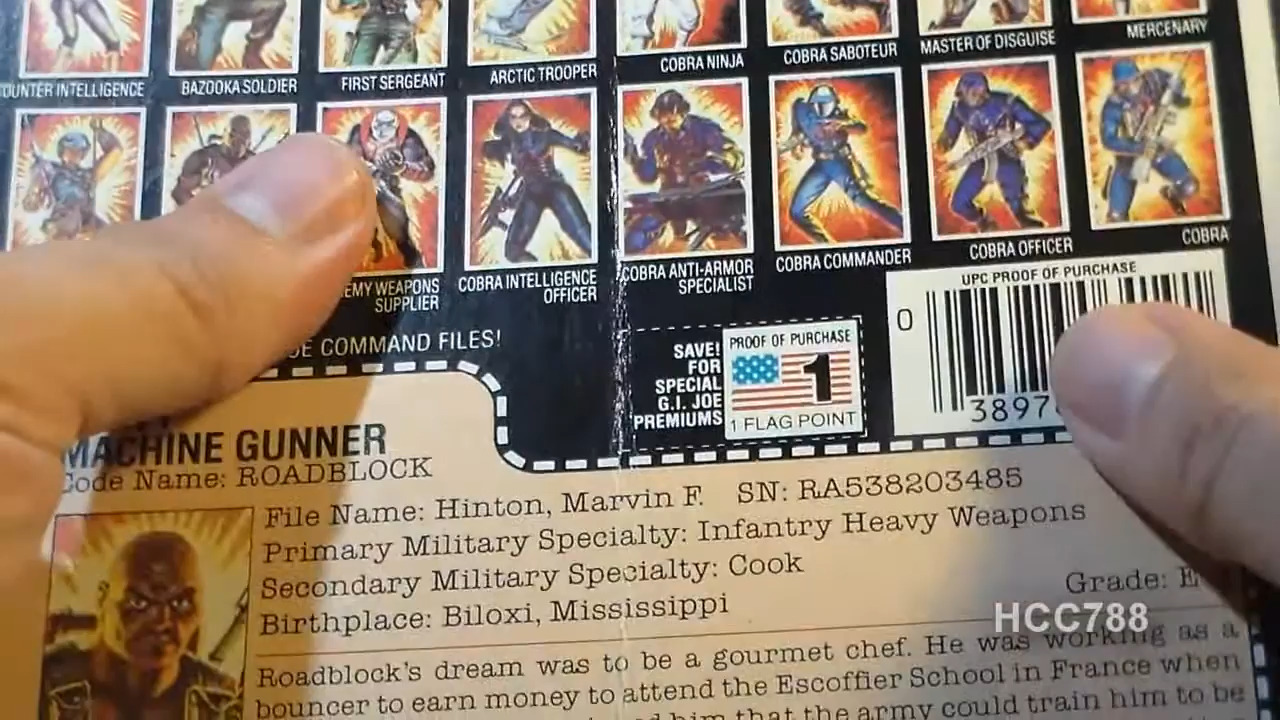 COUNTER INTELLIGENCE
BAZOOKA SOLDIER
FIRST SERGEANT
ARCTIC TROOPER
COBRA NINJA
COBRA SABOTEUR
MASTER OF DISGUISE
MERCENARY
EMY WEAPONS
SUPPLIER
COBRA INTELLIGENCE
OFFICER
COBRA ANTI-ARMOR
SPECIALIST
COBRA COMMANDER
COBRA OFFICER
COBRA
COMMAND FILES!
SAVE!
FOR
SPECIAL
G.I. JOE
PREMIUMS
PROOF OF PURCHASE
1
1 FLAG POINT
UPC PROOF OF PURCHASE
0
3897
MACHINE GUNNER
Code Name: ROADBLOCK
File Name: Hinton, Marvin F. SN: RA538203485
Primary Military Specialty: Infantry Heavy Weapons
Secondary Military Specialty: Cook
Birthplace: Biloxi, Mississippi
Grade: E
HCC788
Roadblock's dream was to be a gourmet chef. He was working as a
bouncer to earn money to attend the Escoffier School in France when
him that the army could train him to be